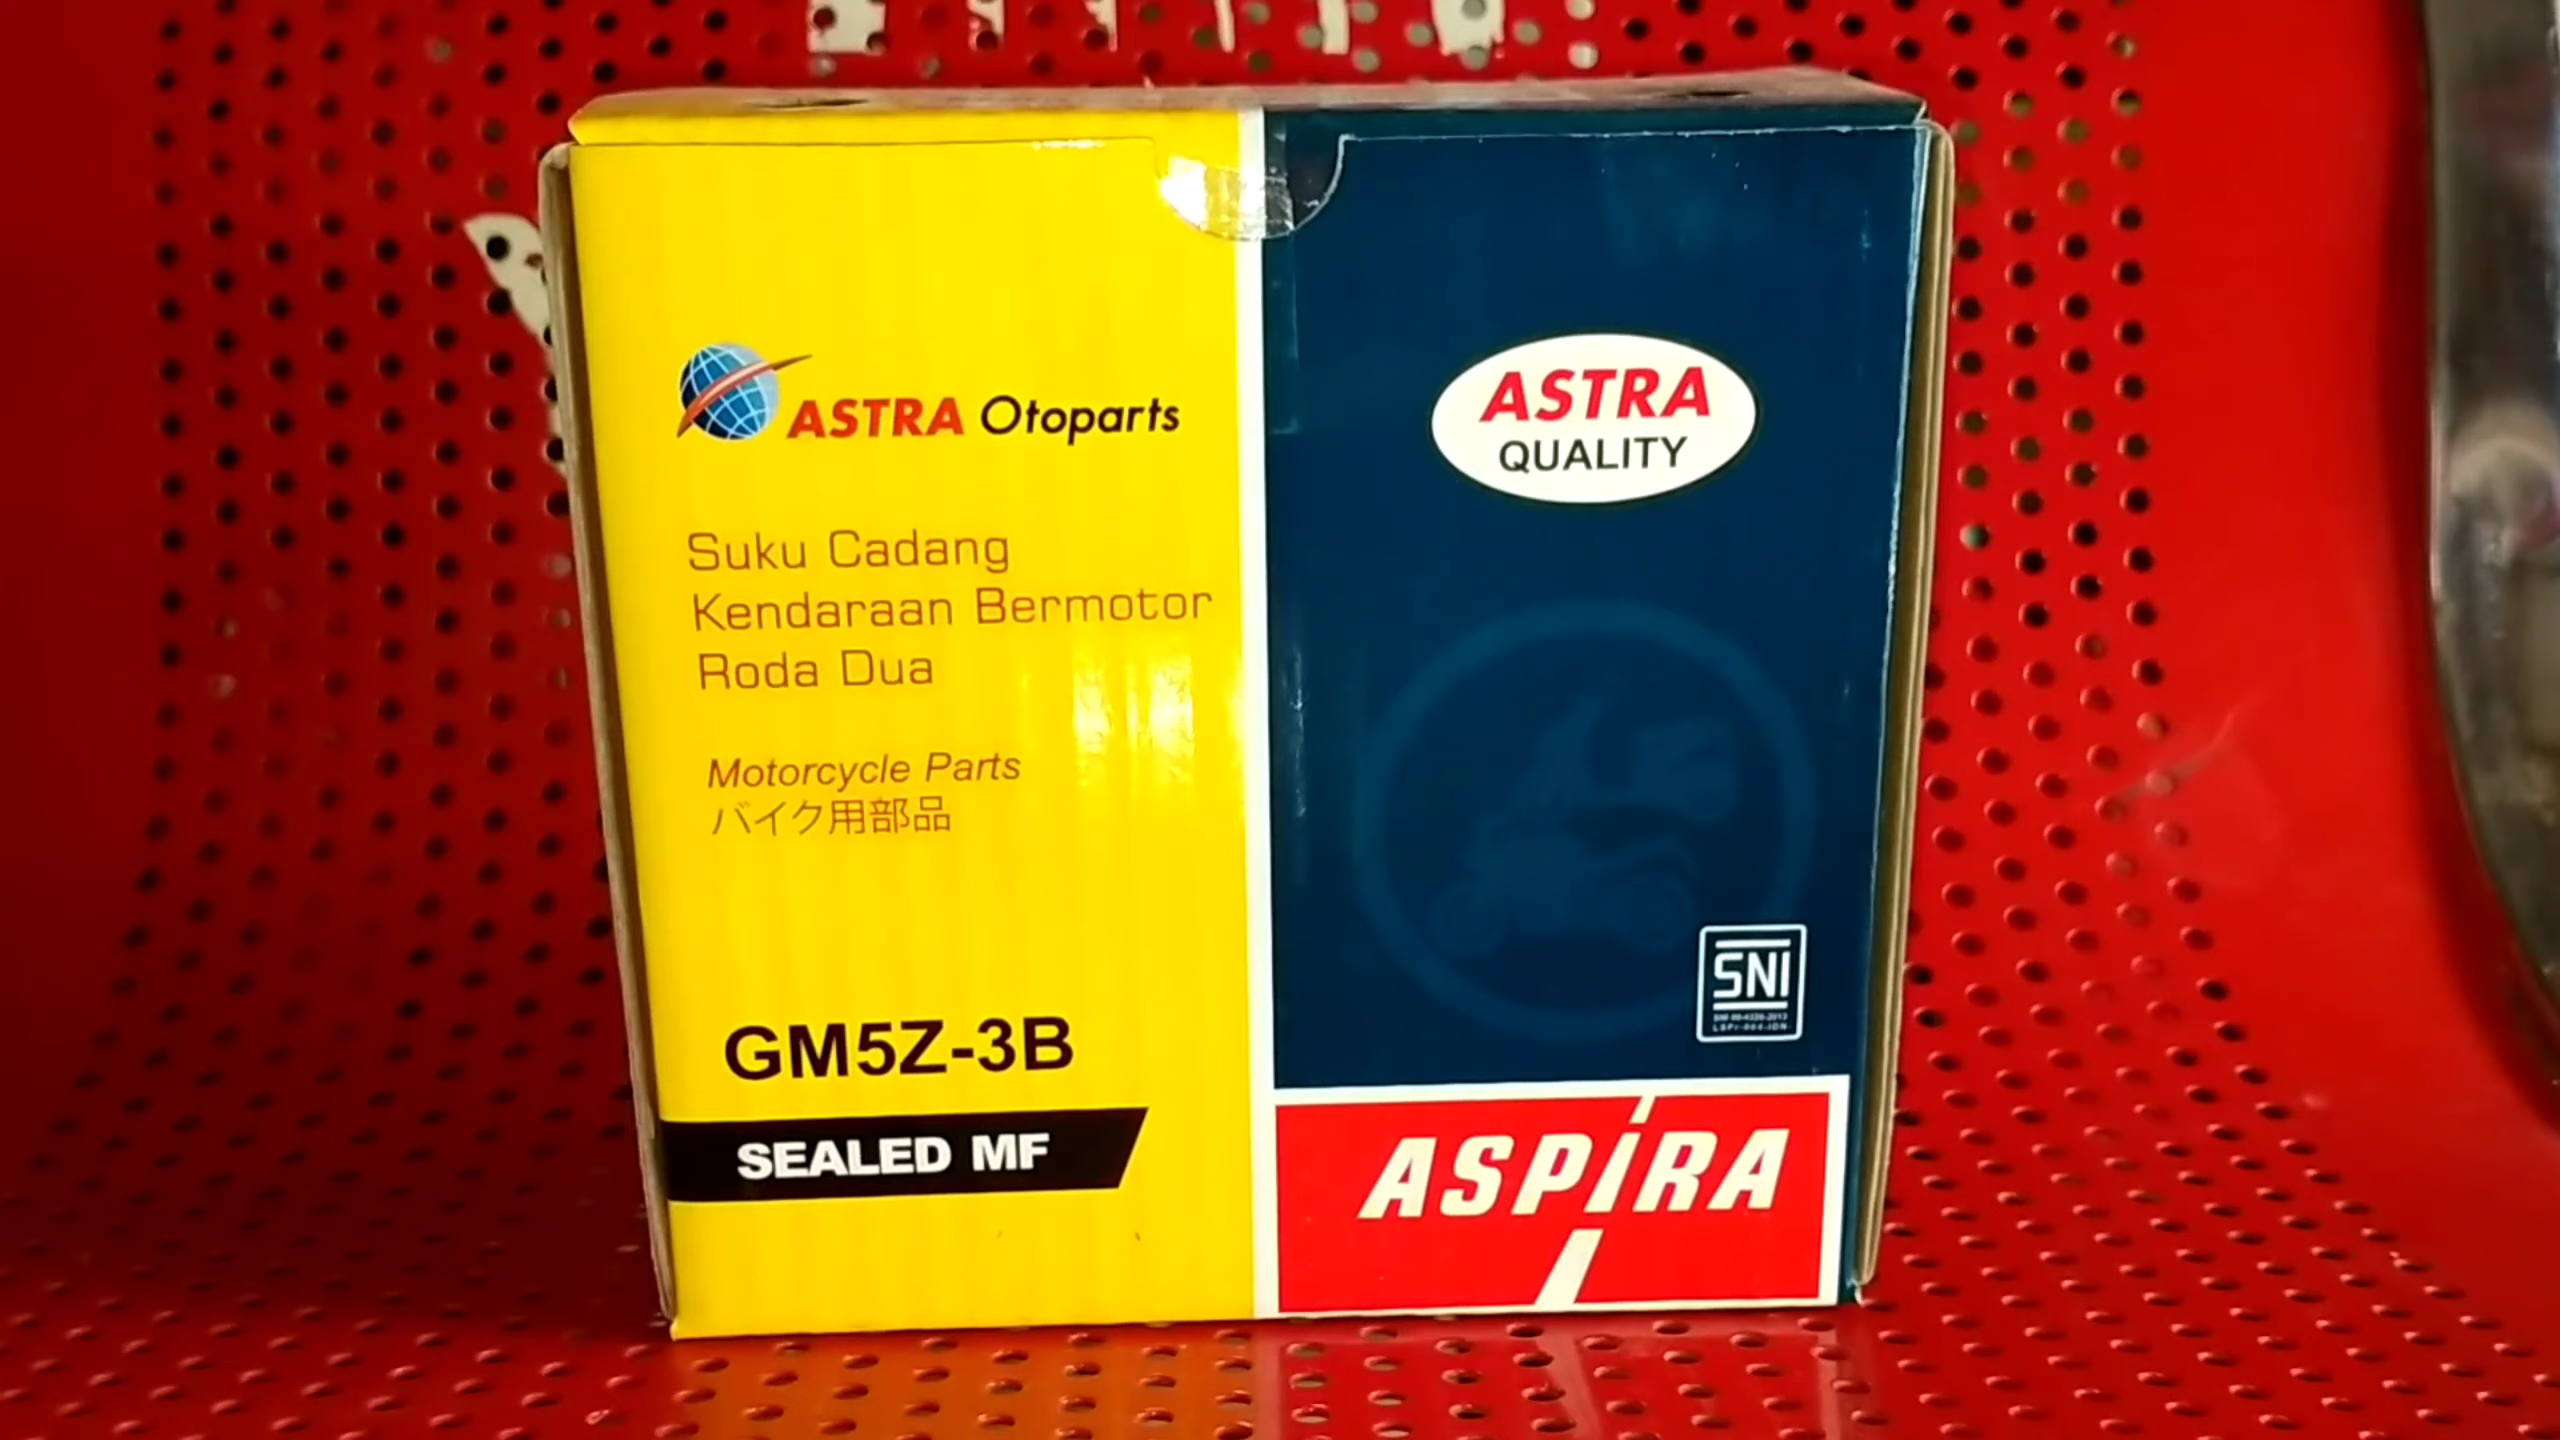 ASTRA Otoparts
Suku Cadang
Kendaraan Bermotor
Roda Dua
Motorcycle Parts
バイク用部品
GM5Z-3B
SEALED MF
ASTRA
QUALITY
SNI
ASPIRA